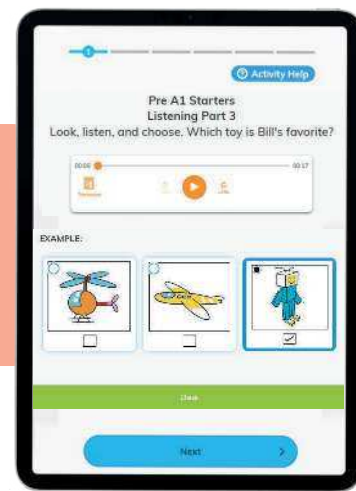 1
Activity Help
Pre A1 Starters
Listening Part 3
Look, listen, and choose. Which toy is Bill's favorite?
00:00
00:17
EXAMPLE:
Next